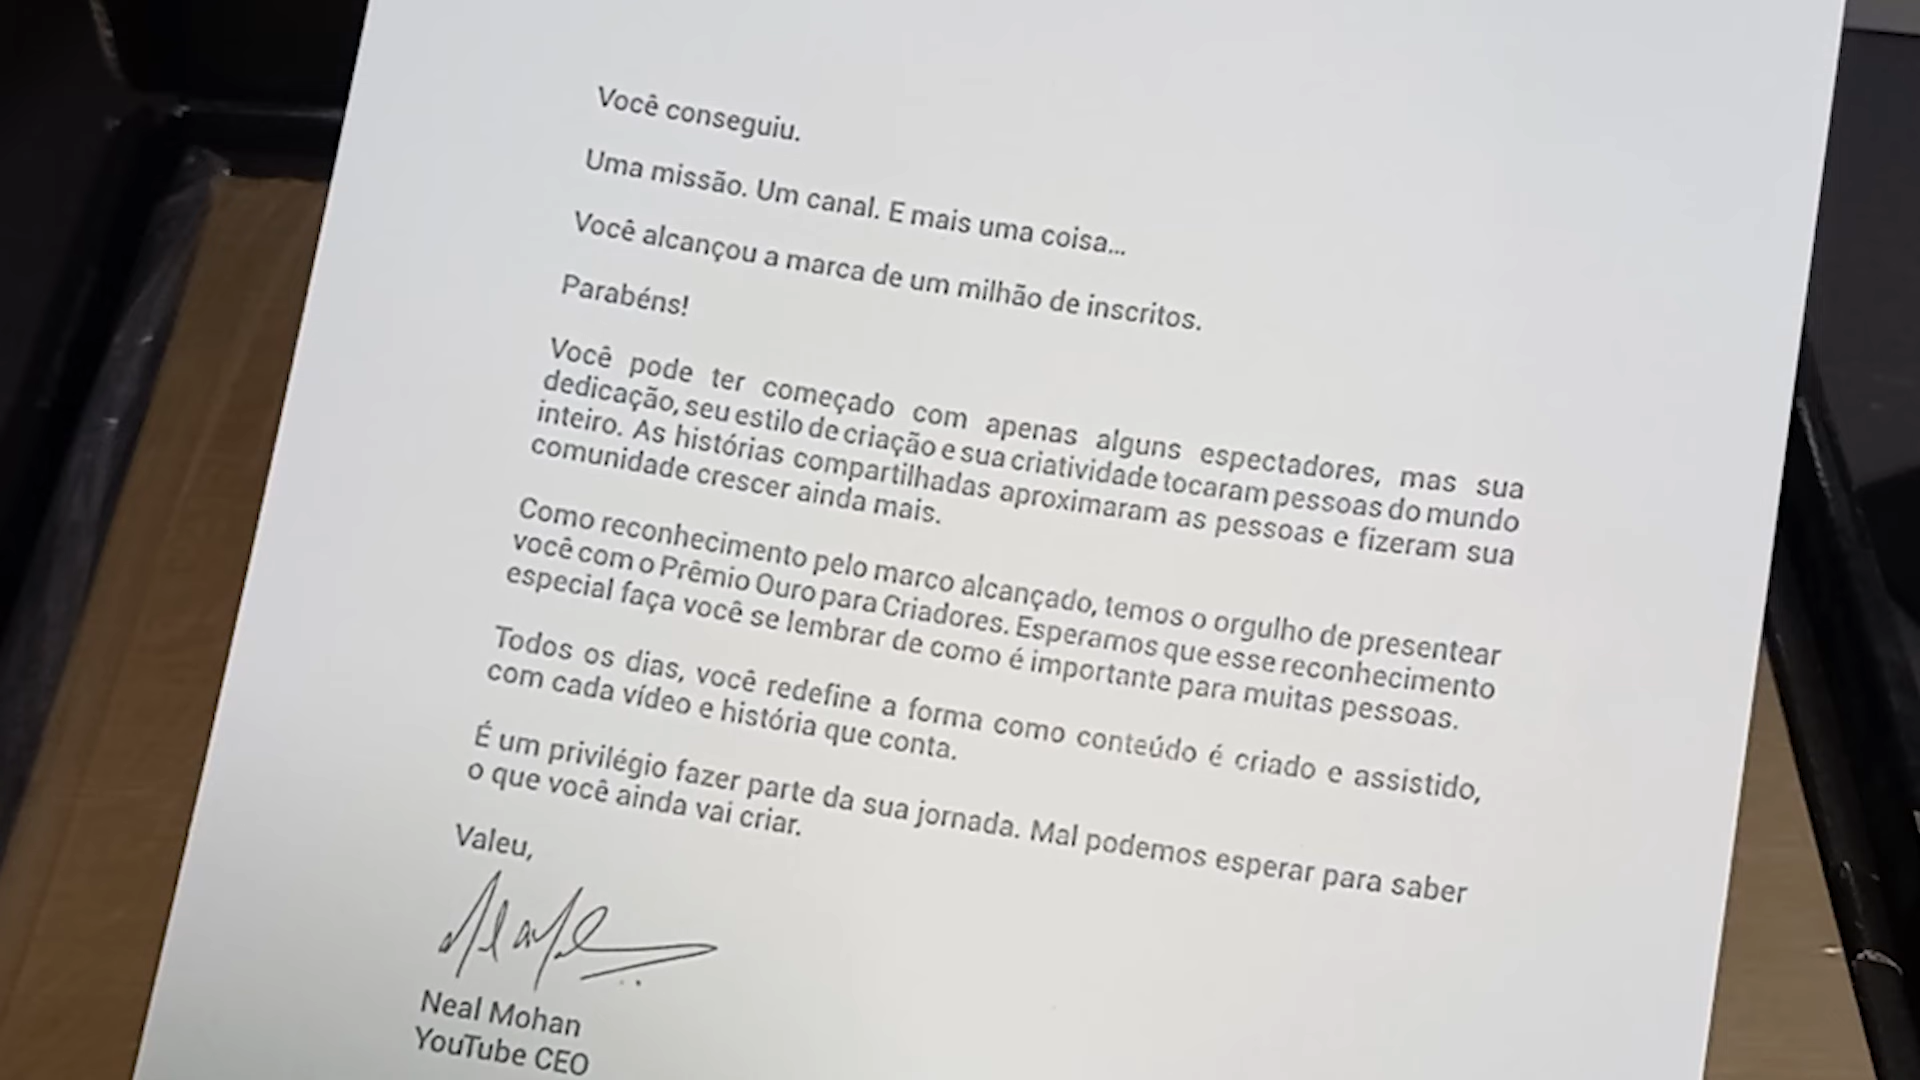 Você conseguiu.
Uma missão. Um canal. E mais uma coisa...
Você alcançou a marca de um milhão de inscritos.
Parabéns!
Você pode ter começado com apenas alguns espectadores, mas sua
dedicação, seu estilo de criação e sua criatividade tocaram pessoas do mundo
inteiro. As histórias compartilhadas aproximaram as pessoas e fizeram sua
comunidade crescer ainda mais.
Como reconhecimento pelo marco alcançado, temos o orgulho de presentear
você com o Prêmio Ouro para Criadores. Esperamos que esse reconhecimento
especial faça você se lembrar de como é importante para muitas pessoas.
Todos os dias, você redefine a forma como conteúdo é criado e assistido,
com cada vídeo e história que conta.
É um privilégio fazer parte da sua jornada. Mal podemos esperar para saber
o que você ainda vai criar.
Valeu,
Neal Mohan
YouTube CEO